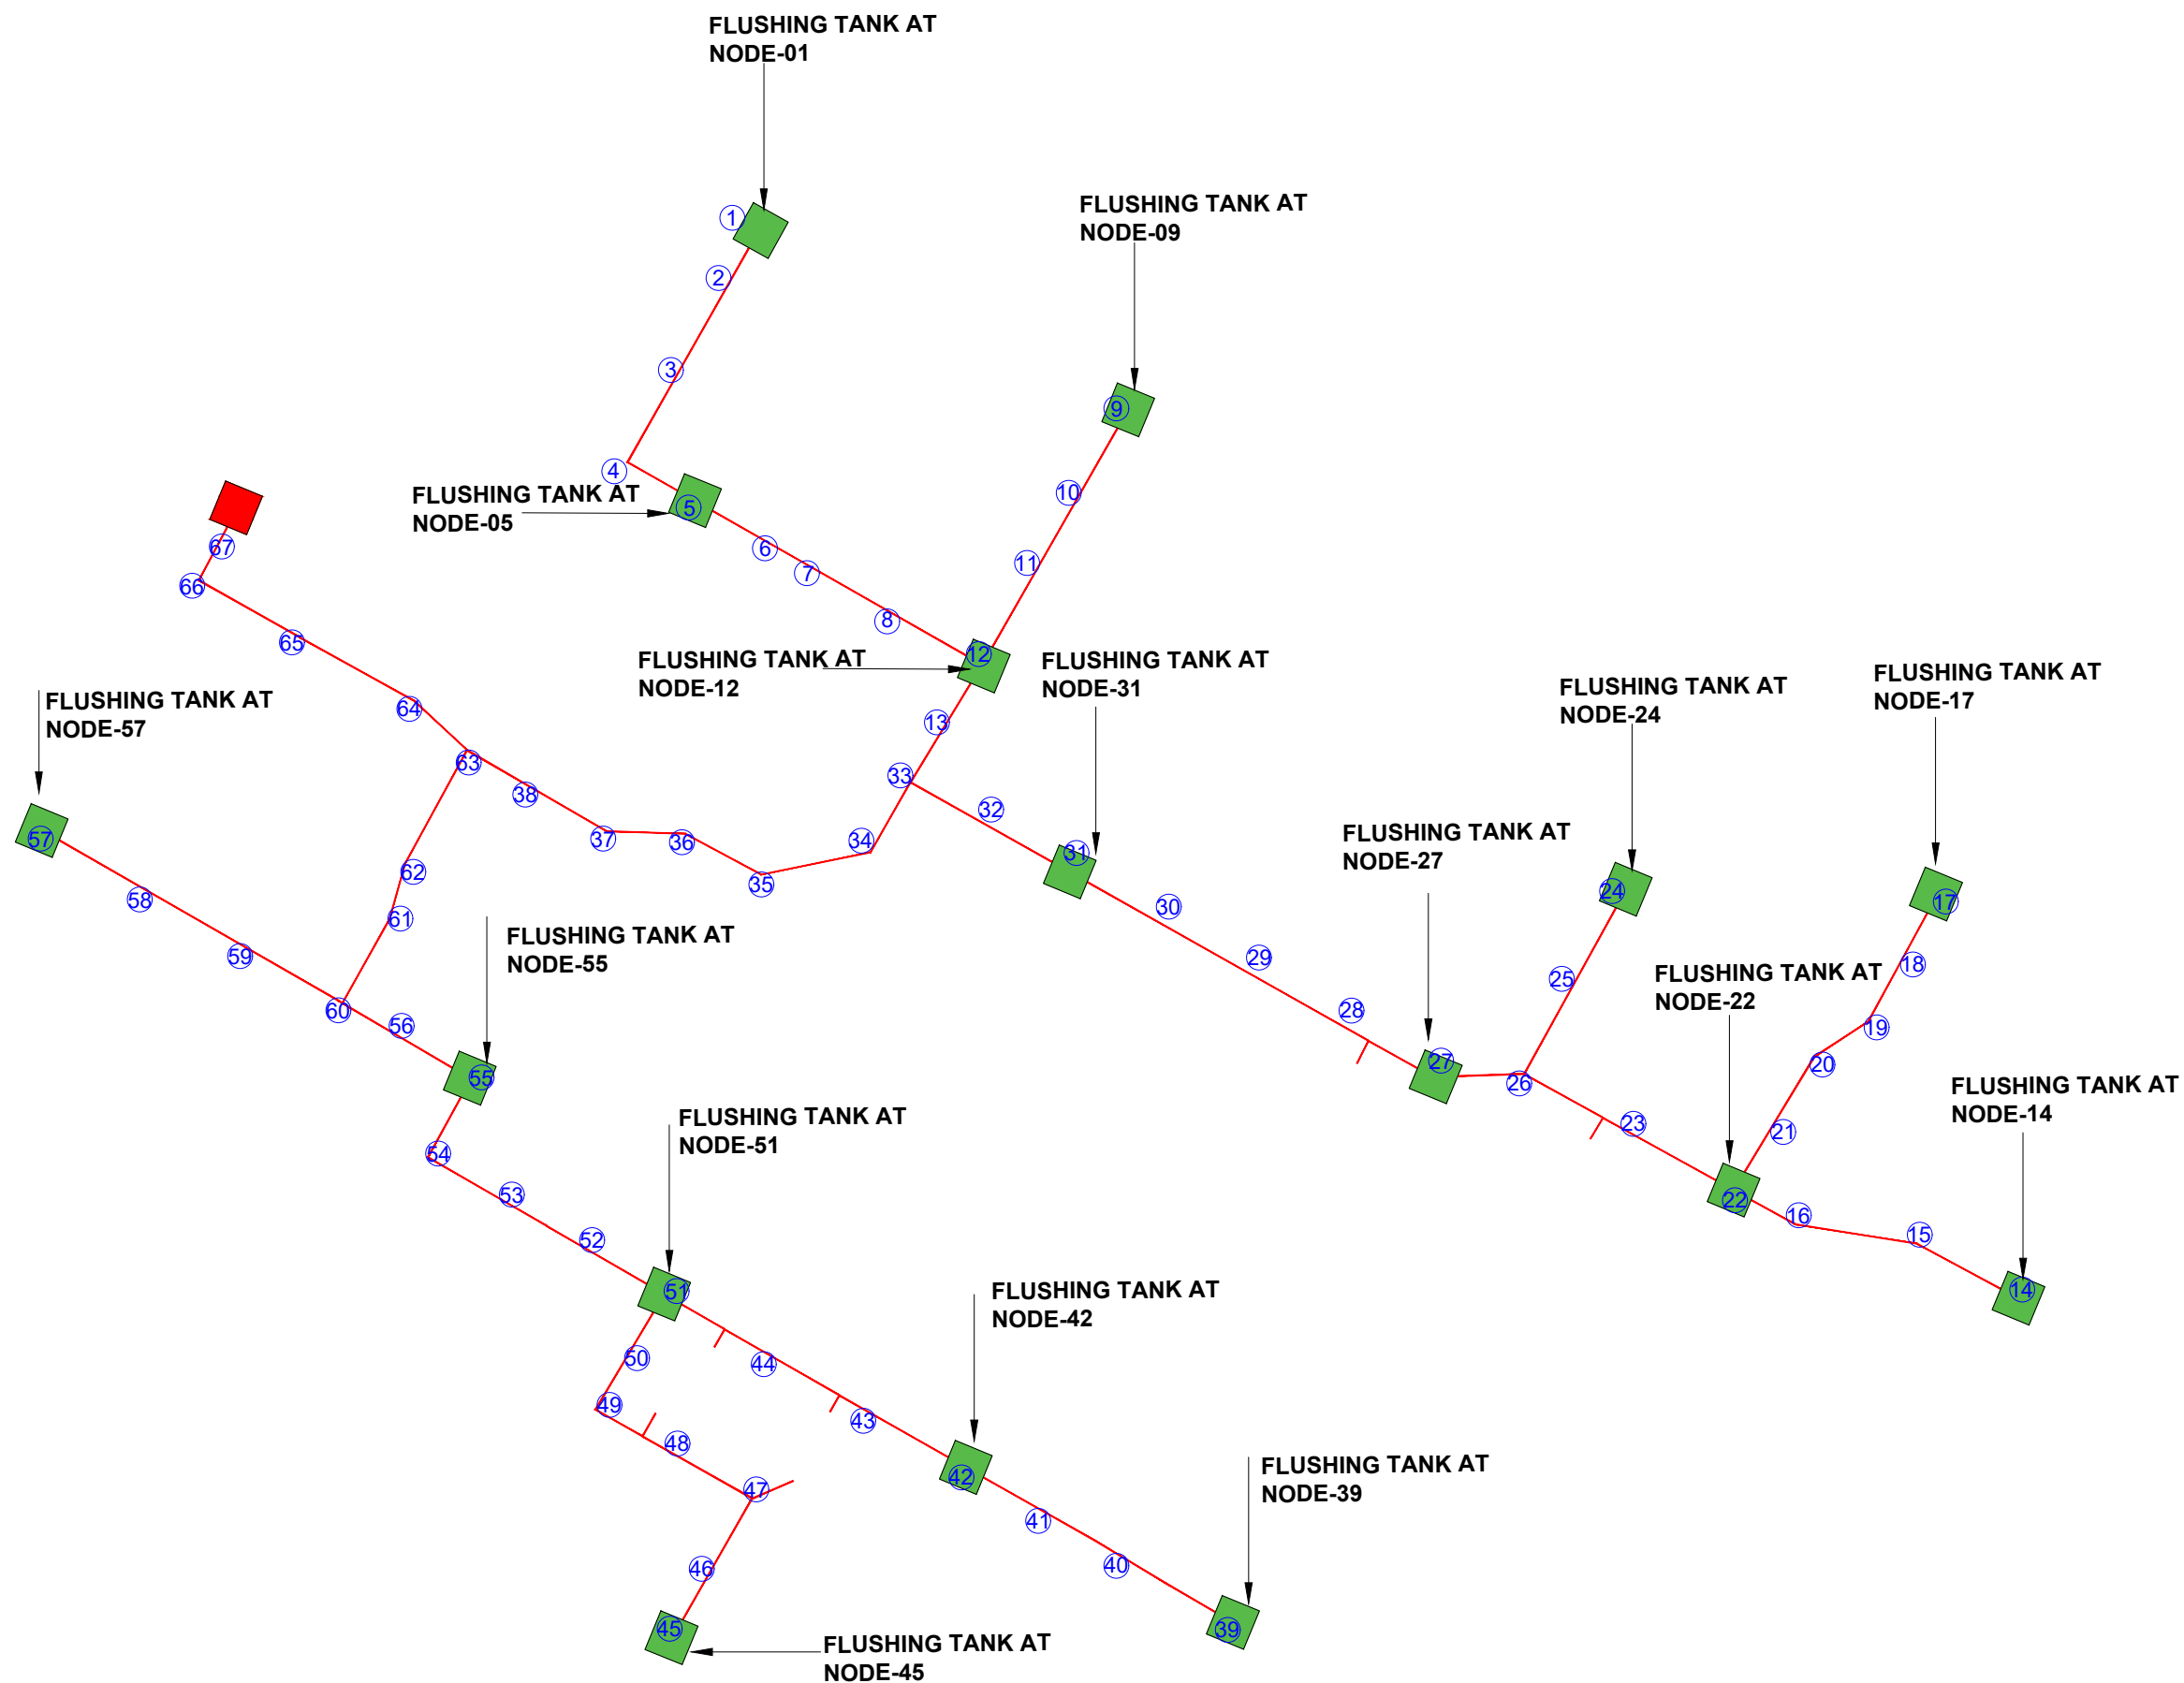 FLUSHING TANK AT
NODE-01
1
2
FLUSHING TANK AT
NODE-09
3
9
4
FLUSHING TANK AT
NODE-05
5
10
67
6
11
7
66
8
65
FLUSHING TANK AT
NODE-12
12
FLUSHING TANK AT
NODE-31
FLUSHING TANK AT
NODE-24
FLUSHING TANK AT
NODE-17
FLUSHING TANK AT
NODE-57
64
13
63
33
38
32
57
37
36
34
31
FLUSHING TANK AT
NODE-27
62
35
58
61
30
24
17
59
FLUSHING TANK AT
NODE-55
29
25
18
FLUSHING TANK AT
NODE-22
60
56
28
19
55
27
26
20
FLUSHING TANK AT
NODE-14
54
FLUSHING TANK AT
NODE-51
23
21
53
52
22
16
15
51
FLUSHING TANK AT
NODE-42
14
50
44
49
43
48
47
42
FLUSHING TANK AT
NODE-39
41
46
40
45
39
FLUSHING TANK AT
NODE-45